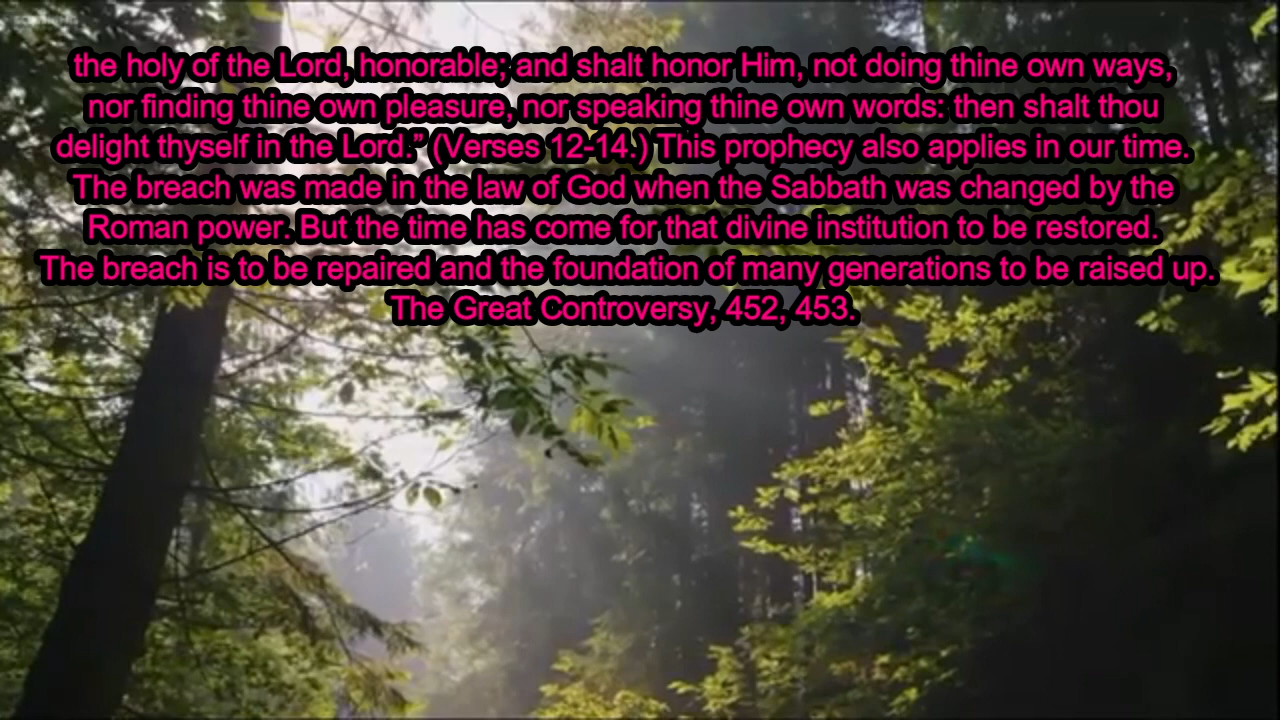 the holy of the Lord, honorable; and shalt honor Him, not doing thine own ways,
nor finding thine own pleasure, nor speaking thine own words: then shalt thou
delight thyself in the Lord.” (Verses 12-14.) This prophecy also applies in our time.
The breach was made in the law of God when the Sabbath was changed by the
Roman power. But the time has come for that divine institution to be restored.
The breach is to be repaired and the foundation of many generations to be raised up.
The Great Controversy, 452, 453.